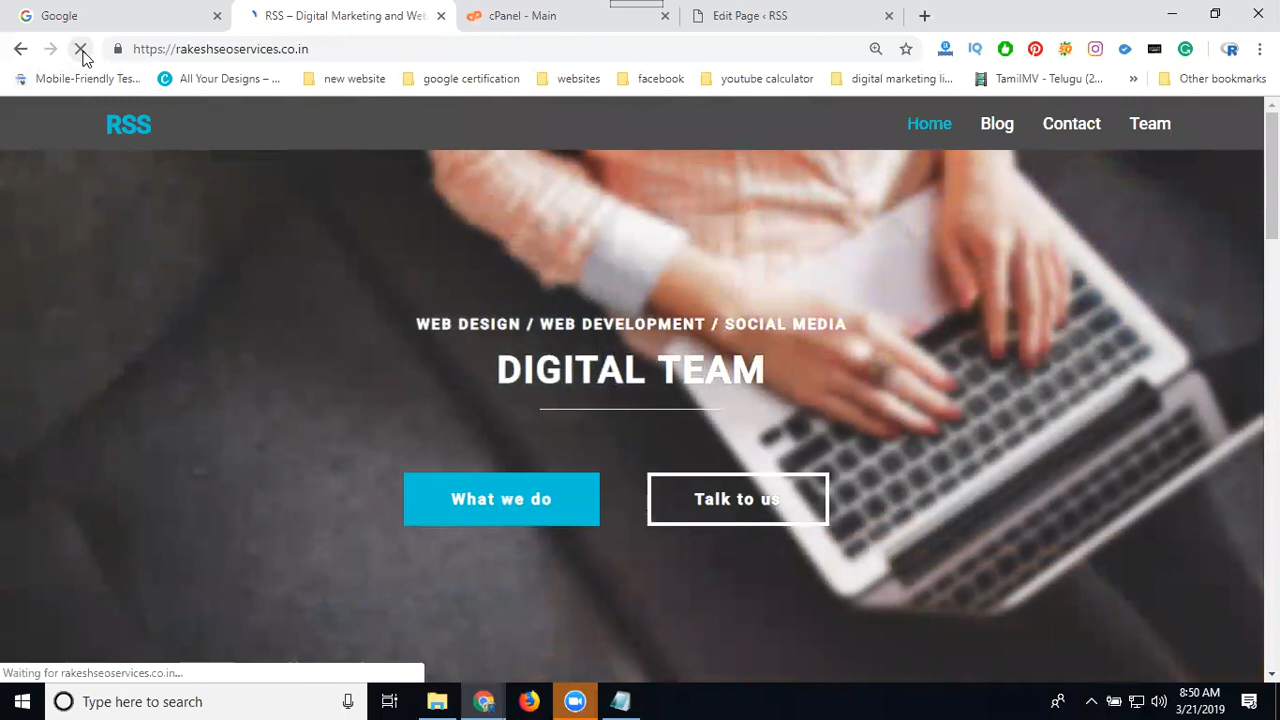 Google
RSS – Digital Marketing and Web
cPanel - Main
Edit Page ‹ RSS
https://rakeshseoservices.co.in
Mobile-Friendly Tes...
All Your Designs – ...
new website
google certification
websites
facebook
youtube calculator
digital marketing li...
TamilMV - Telugu (2...
»
Other bookmarks
RSS
Home
Blog
Contact
Team
WEB DESIGN / WEB DEVELOPMENT / SOCIAL MEDIA
DIGITAL TEAM
What we do
Talk to us
Waiting for rakeshseoservices.co.in...
Type here to search
8:50 AM
3/21/2019